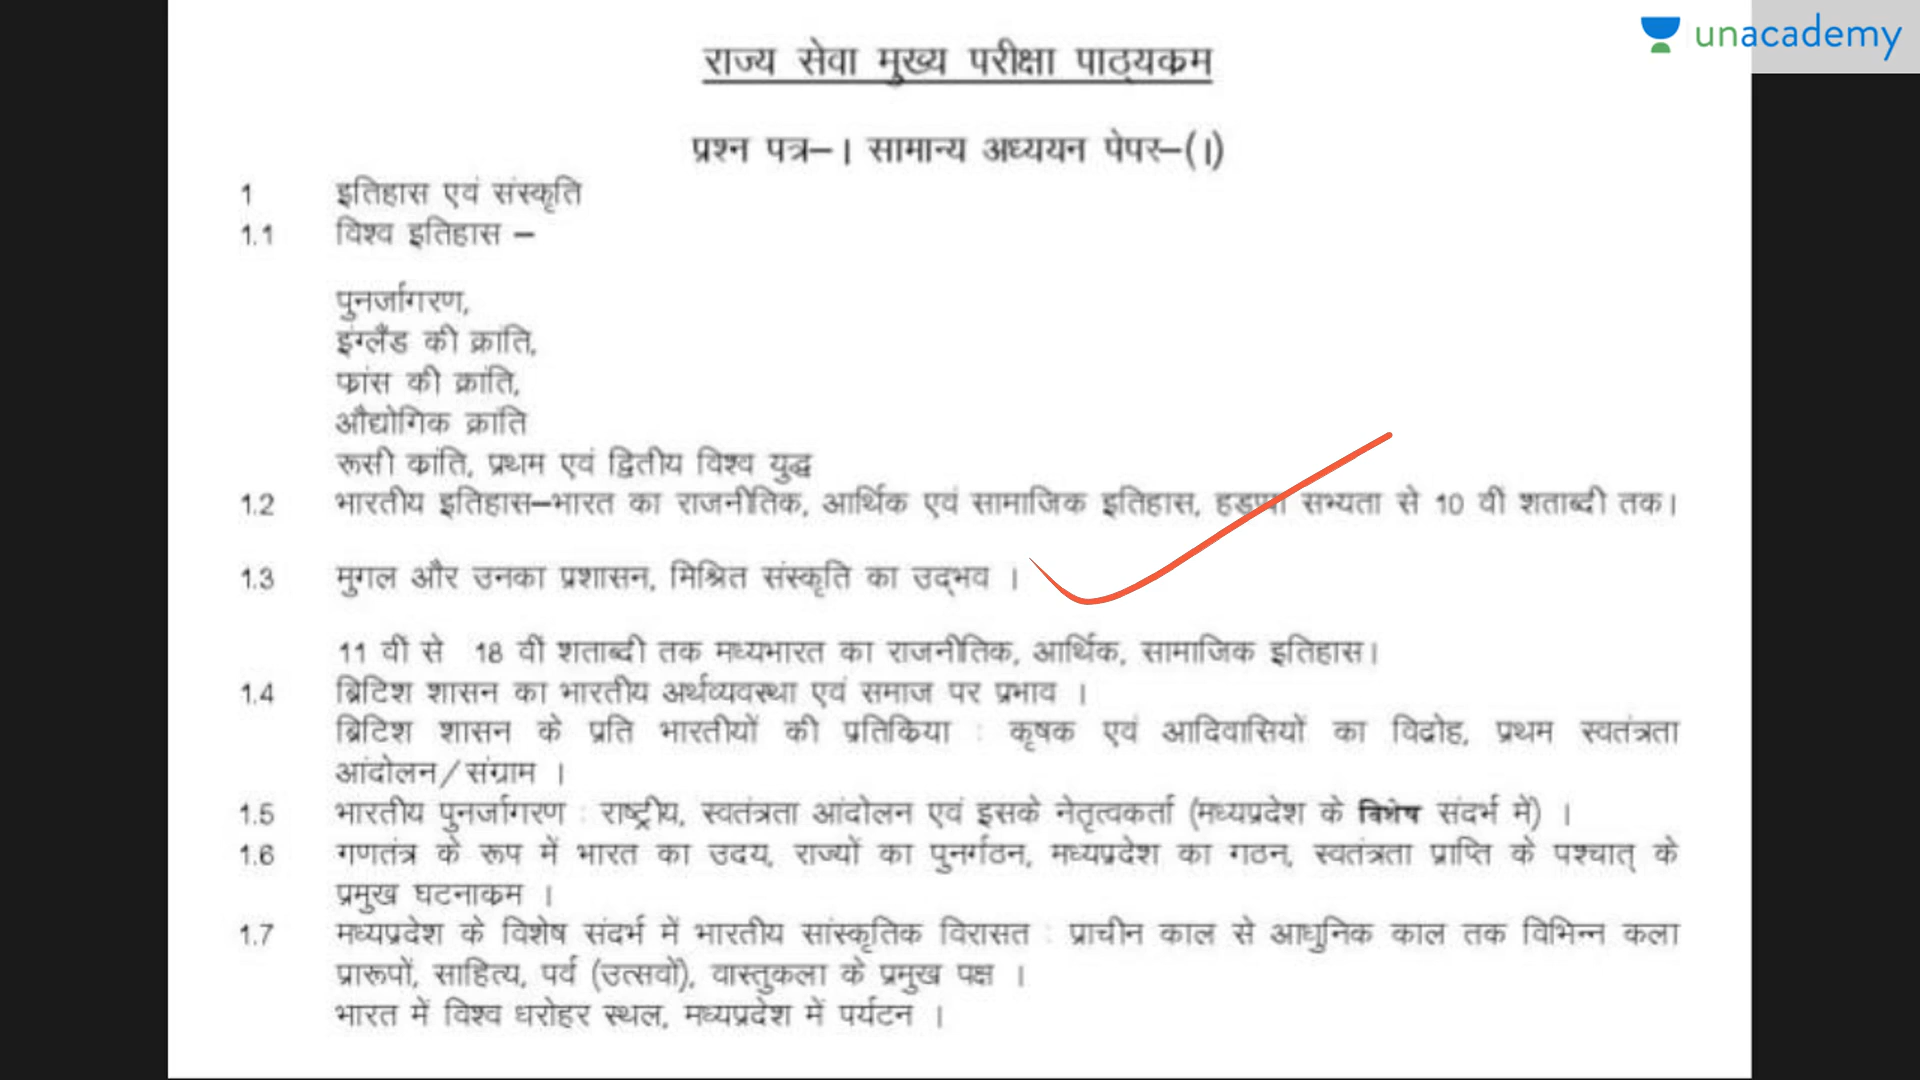 unacademy
राज्य सेवा मुख्य परीक्षा पाठ्यकम
प्रश्न पत्र–। सामान्य अध्ययन पेपर–(।)
1 इतिहास एवं संस्कृति
1.1 विश्व इतिहास –
पुनर्जागरण,
इंग्लैंड की क्रांति,
फ्रांस की क्रांति,
औद्योगिक क्रांति
रूसी कांति, प्रथम एवं द्वितीय विश्व युद्ध
1.2 भारतीय इतिहास–भारत का राजनीतिक, आर्थिक एवं सामाजिक इतिहास, हडप्पा सभ्यता से 10 वी शताब्दी तक।
1.3 मुगल और उनका प्रशासन, मिश्रित संस्कृति का उद्भव ।
11 वी से 18 वी शताब्दी तक मध्यभारत का राजनीतिक, आर्थिक, सामाजिक इतिहास।
1.4 ब्रिटिश शासन का भारतीय अर्थव्यवस्था एवं समाज पर प्रभाव ।
ब्रिटिश शासन के प्रति भारतीयों की प्रतिकिया : कृषक एवं आदिवासियों का विद्रोह, प्रथम स्वतंत्रता
आंदोलन/संग्राम ।
1.5 भारतीय पुनर्जागरण : राष्ट्रीय, स्वतंत्रता आंदोलन एवं इसके नेतृत्वकर्ता (मध्यप्रदेश के विशेष संदर्भ में) ।
1.6 गणतंत्र के रूप में भारत का उदय, राज्यों का पुनर्गठन, मध्यप्रदेश का गठन, स्वतंत्रता प्राप्ति के पश्चात् के
प्रमुख घटनाकम ।
1.7 मध्यप्रदेश के विशेष संदर्भ में भारतीय सांस्कृतिक विरासत : प्राचीन काल से आधुनिक काल तक विभिन्न कला
प्रारूपों, साहित्य, पर्व (उत्सवों), वास्तुकला के प्रमुख पक्ष ।
भारत में विश्व धरोहर स्थल, मध्यप्रदेश में पर्यटन ।